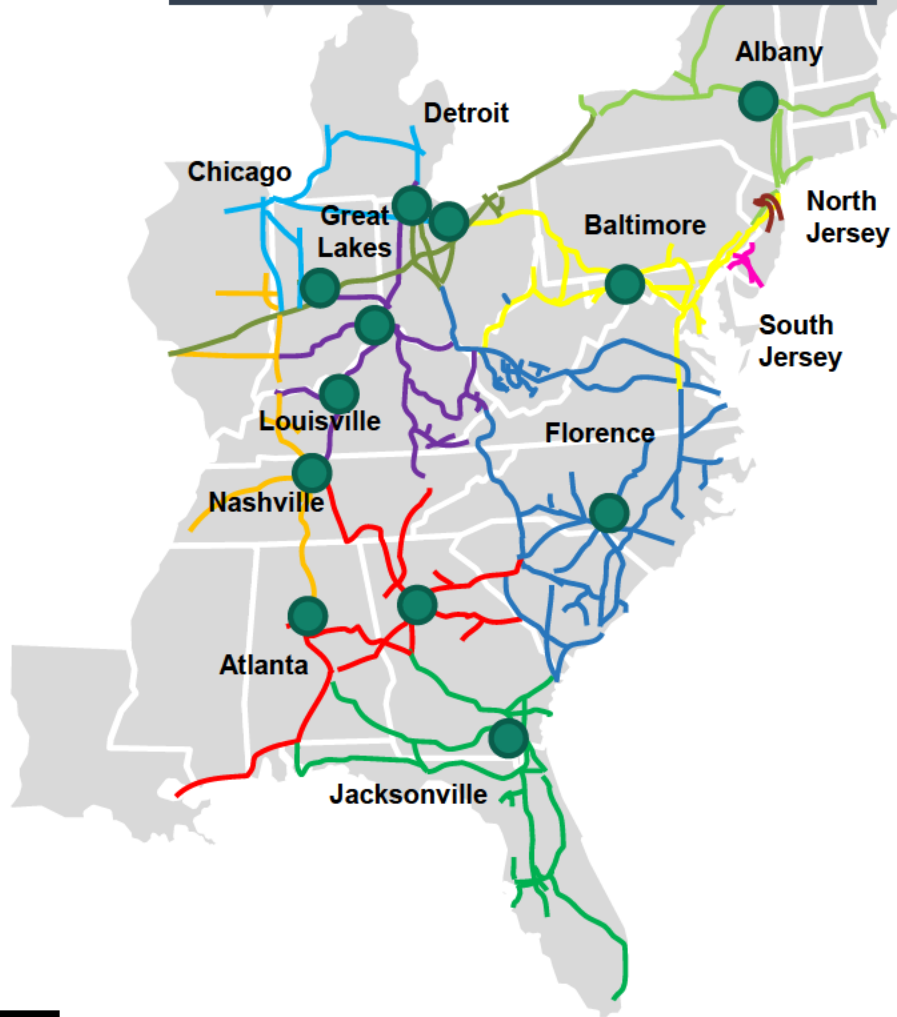 Albany
Detroit
Chicago
Great
Lakes
Baltimore
North
Jersey
South
Jersey
Louisville
Florence
Nashville
Atlanta
Jacksonville